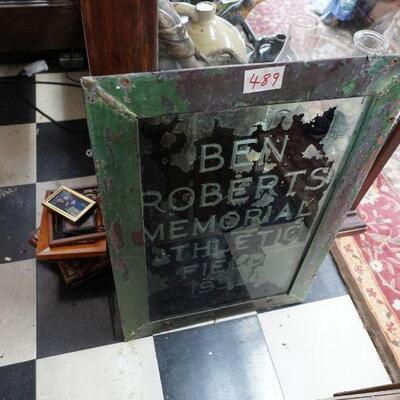 489
BEN
ROBERTS
MEMORIAL
ATHLETIC
FIELD